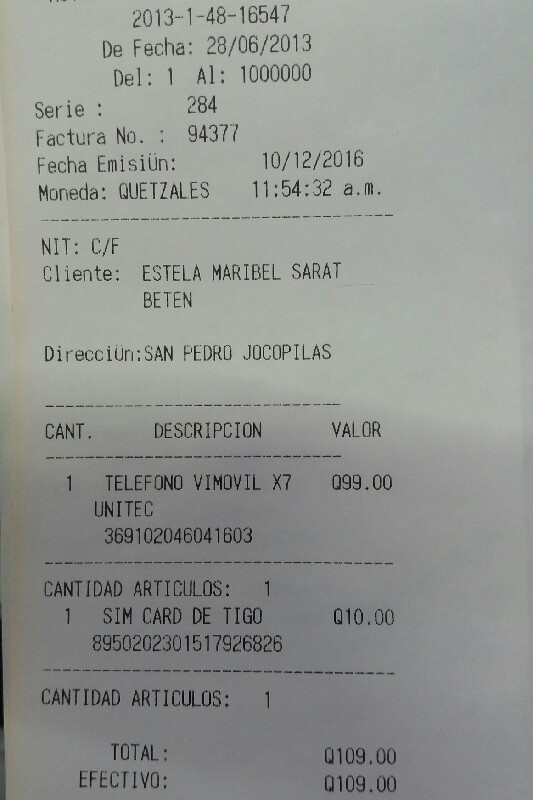 2013-1-48-16547
De Fecha: 28/06/2013
Del: 1 Al: 1000000
Serie : 284
Factura No. : 94377
Fecha EmisiÜn: 10/12/2016
Moneda: QUETZALES 11:54:32 a.m.
NIT: C/F
Cliente: ESTELA MARIBEL SARAT
BETEN
DirecciÜn:SAN PEDRO JOCOPILAS
CANT. DESCRIPCION VALOR
1 TELEFONO VIMOVIL X7 Q99.00
UNITEC
369102046041603
CANTIDAD ARTICULOS: 1
1 SIM CARD DE TIGO Q10.00
8950202301517926826
CANTIDAD ARTICULOS: 1
TOTAL: Q109.00
EFECTIVO: Q109.00